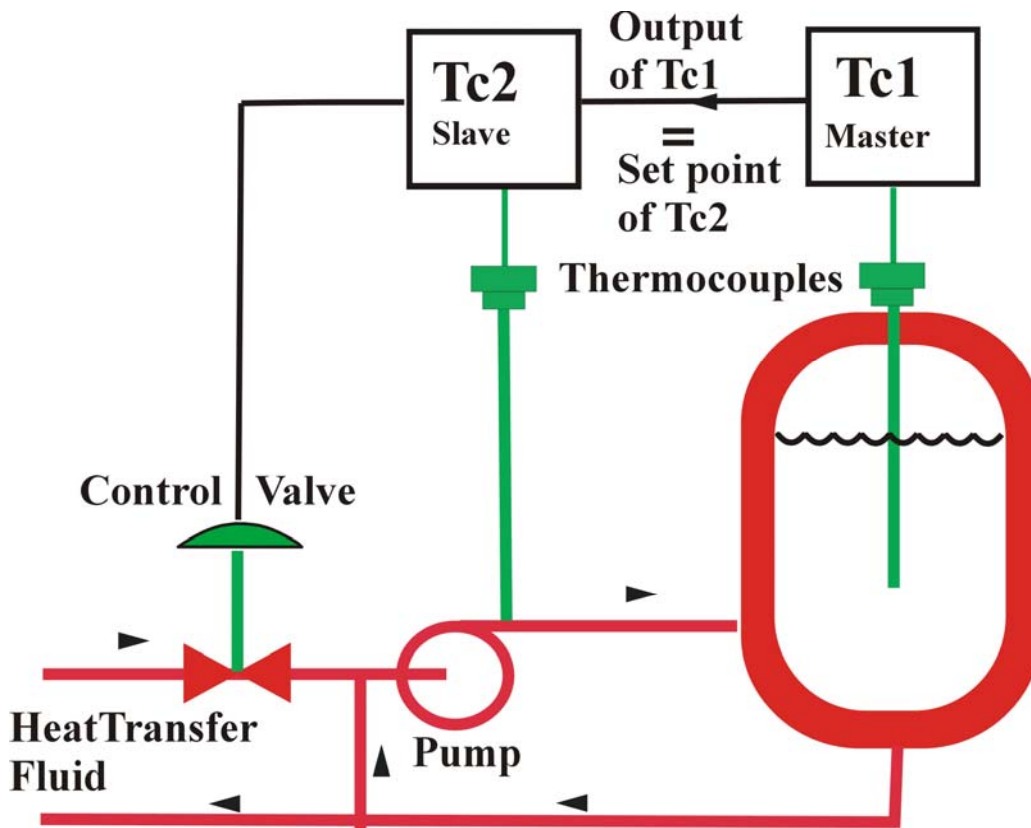 Tc2
Slave
Output
of Tc1
=
Set point
of Tc2
Tc1
Master
Thermocouples
Control Valve
HeatTransfer
Fluid
Pump